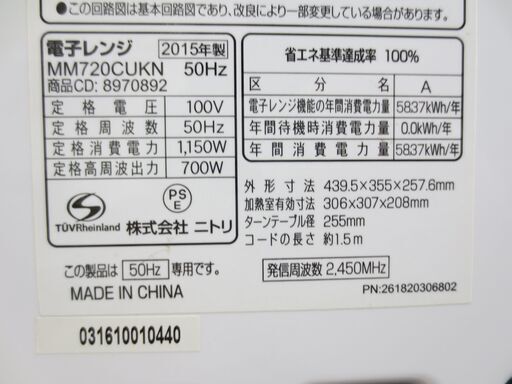 ●この回路図は基本回路図であり、改良により一部変更する
電子レンジ 2015年製
MM720CUKN 50Hz
商品CD: 8970892
定格電圧 100V
定格周波数 50Hz
定格消費電力 1,150W
定格高周波出力 700W
S
TÜVRheinland
PS
E
株式会社 ニトリ
この製品は 50Hz 専用です。
MADE IN CHINA
031610010440
省エネ基準達成率 100%
区分名 A
電子レンジ機能の年間消費電力量 58.37kWh/年
年間待機時消費電力量 0.0kWh/年
年間消費電力量 58.37kWh/年
外形寸法 439.5×355×257.6mm
加熱室有効寸法 306×307×208mm
ターンテーブル径 255mm
コードの長さ 約1.5m
発信周波数 2,450MHz
PN:261820306802